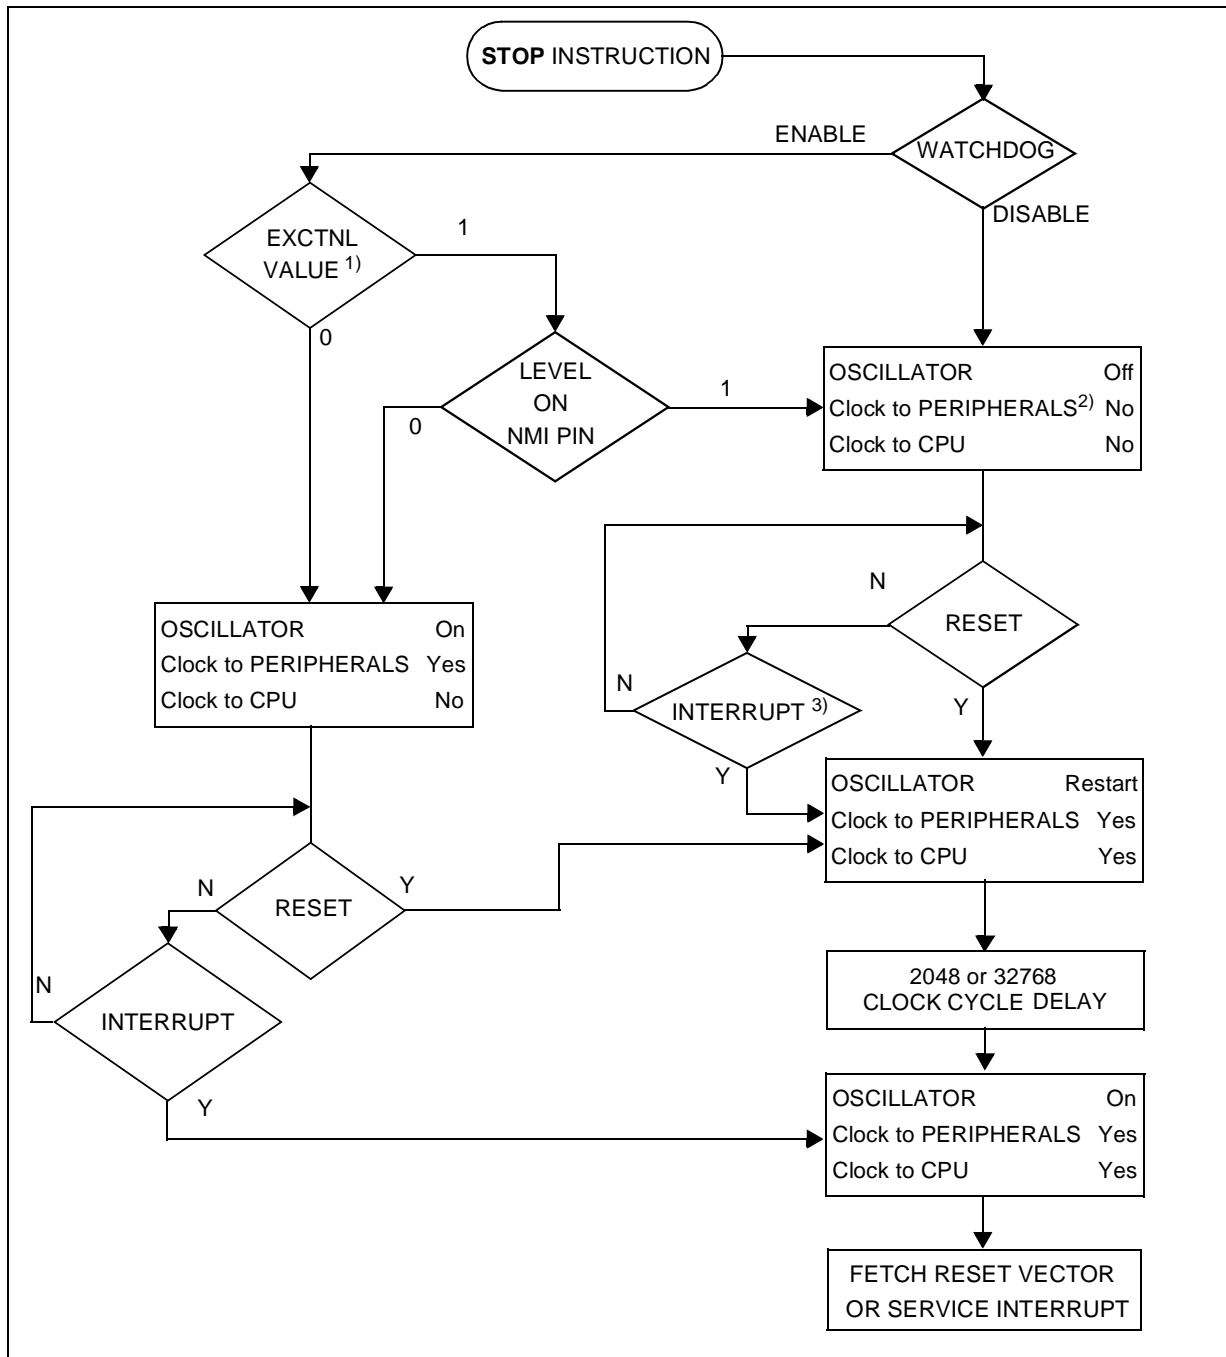 STOP INSTRUCTION
ENABLE
WATCHDOG
DISABLE
EXCTNL
VALUE 1)
1
0
LEVEL
ON
NMI PIN
1
0
OSCILLATOR Off
Clock to PERIPHERALS2) No
Clock to CPU No
N
RESET
Y
OSCILLATOR On
Clock to PERIPHERALS Yes
Clock to CPU No
N
INTERRUPT 3)
Y
OSCILLATOR Restart
Clock to PERIPHERALS Yes
Clock to CPU Yes
N
RESET
Y
N
INTERRUPT
Y
2048 or 32768
CLOCK CYCLE DELAY
OSCILLATOR On
Clock to PERIPHERALS Yes
Clock to CPU Yes
FETCH RESET VECTOR
OR SERVICE INTERRUPT